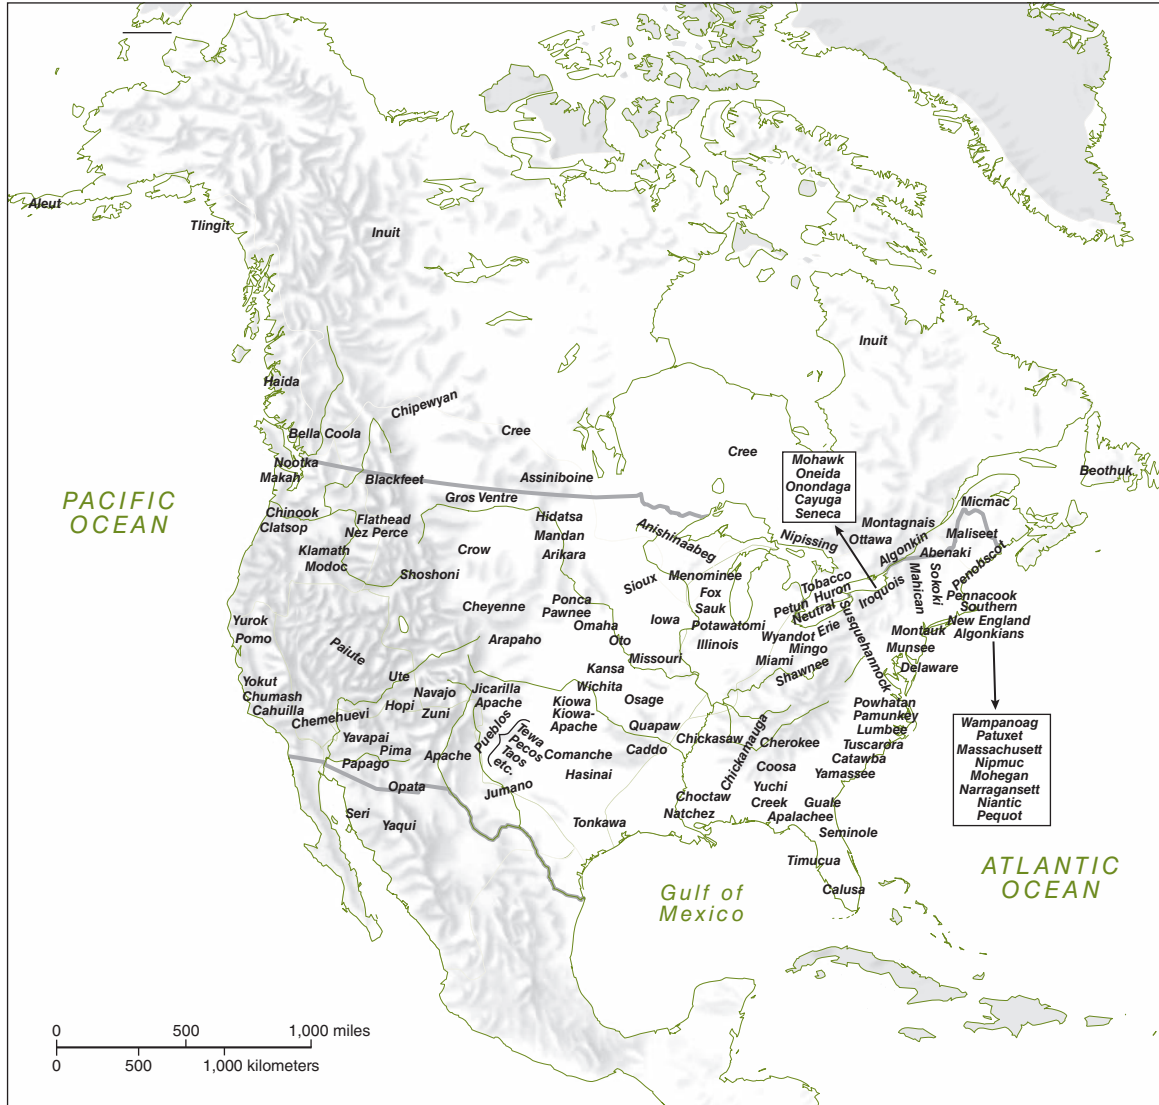 Aleut
Tlingit
Inuit
Inuit
Haida
Chipewyan
Bella Coola
Cree
Cree
Nootka
Makah
Blackfeet
Assiniboine
Gros Ventre
Beothuk
Mohawk
Oneida
Onondaga
Cayuga
Seneca
PACIFIC
OCEAN
Chinook
Clatsop
Flathead
Nez Perce
Hidatsa
Mandan
Arikara
Anishinaabeg
Nipissing
Montagnais
Ottawa
Algonkin
Micmac
Maliseet
Abenaki
Penobscot
Sokoki
Mahican
Iroquois
Klamath
Modoc
Crow
Shoshoni
Sioux
Menominee
Fox
Sauk
Potawatomi
Illinois
Tobacco
Huron
Petun
Neutral
Erie
Susquehannock
Pennacook
Southern
New England
Algonkians
Montauk
Munsee
Delaware
Cheyenne
Ponca
Pawnee
Omaha
Oto
Iowa
Missouri
Wyandot
Mingo
Miami
Shawnee
Yurok
Pomo
Paiute
Arapaho
Ute
Kansa
Wichita
Osage
Yokut
Chumash
Cahuilla
Chemehuevi
Hopi
Navajo
Zuni
Jicarilla
Apache
Kiowa
Kiowa-
Apache
Quapaw
Caddo
Chickasaw
Chickamauga
Cherokee
Powhatan
Pamunkey
Lumbee
Tuscarora
Catawba
Yamassee
Yavapai
Pima
Papago
Apache
Pueblos
Tewa
Pecos
Taos
etc.
Comanche
Hasinai
Jumano
Opata
Coosa
Yuchi
Creek
Apalachee
Guale
Seminole
Choctaw
Natchez
Tonkawa
Seri
Yaqui
Timucua
Calusa
Wampanoag
Patuxet
Massachusett
Nipmuc
Mohegan
Narragansett
Niantic
Pequot
Gulf of
Mexico
ATLANTIC
OCEAN
0 500 1,000 miles
0 500 1,000 kilometers